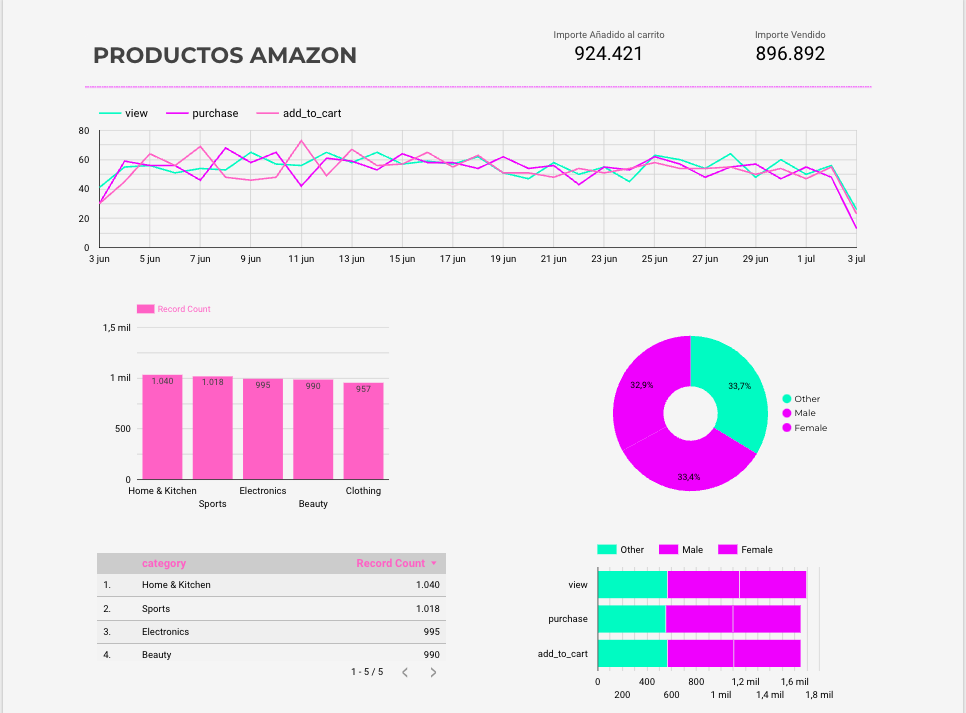 PRODUCTOS AMAZON
Importe Añadido al carrito
924.421
Importe Vendido
896.892
view purchase add_to_cart
80
60
40
20
0
3 jun 5 jun 7 jun 9 jun 11 jun 13 jun 15 jun 17 jun 19 jun 21 jun 23 jun 25 jun 27 jun 29 jun 1 jul 3 jul
Record Count
1,5 mil
1 mil
500
0
1.040 1.018 995 990 957
Home & Kitchen Electronics Clothing
Sports Beauty
32,9% 33,7%
33,4%
Other
Male
Female
category Record Count
1. Home & Kitchen 1.040
2. Sports 1.018
3. Electronics 995
4. Beauty 990
1 - 5 / 5
Other Male Female
view
purchase
add_to_cart
0 400 800 1,2 mil 1,6 mil
200 600 1 mil 1,4 mil 1,8 mil